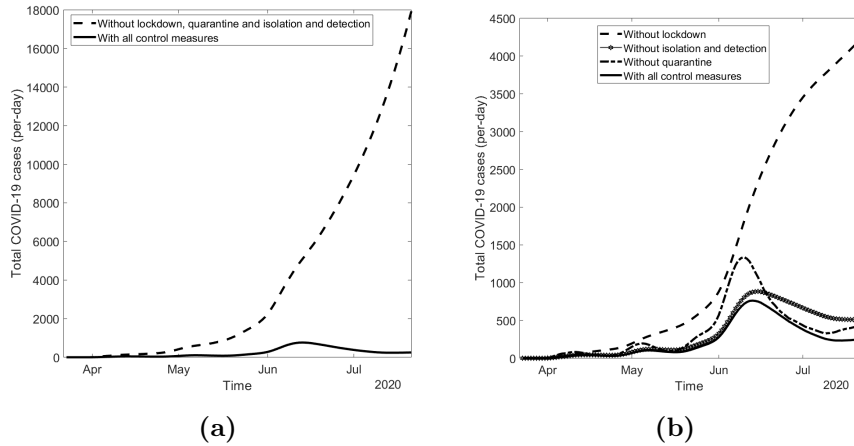 18000
16000
14000
12000
10000
8000
6000
4000
2000
0
Total COVID-19 cases (per-day)
Without lockdown, quarantine and isolation and detection
With all control measures
Apr May Jun Jul
Time 2020
(a)
4500
4000
3500
3000
2500
2000
1500
1000
500
0
Total COVID-19 cases (per-day)
Without lockdown
Without isolation and detection
Without quarantine
With all control measures
Apr May Jun Jul
Time 2020
(b)